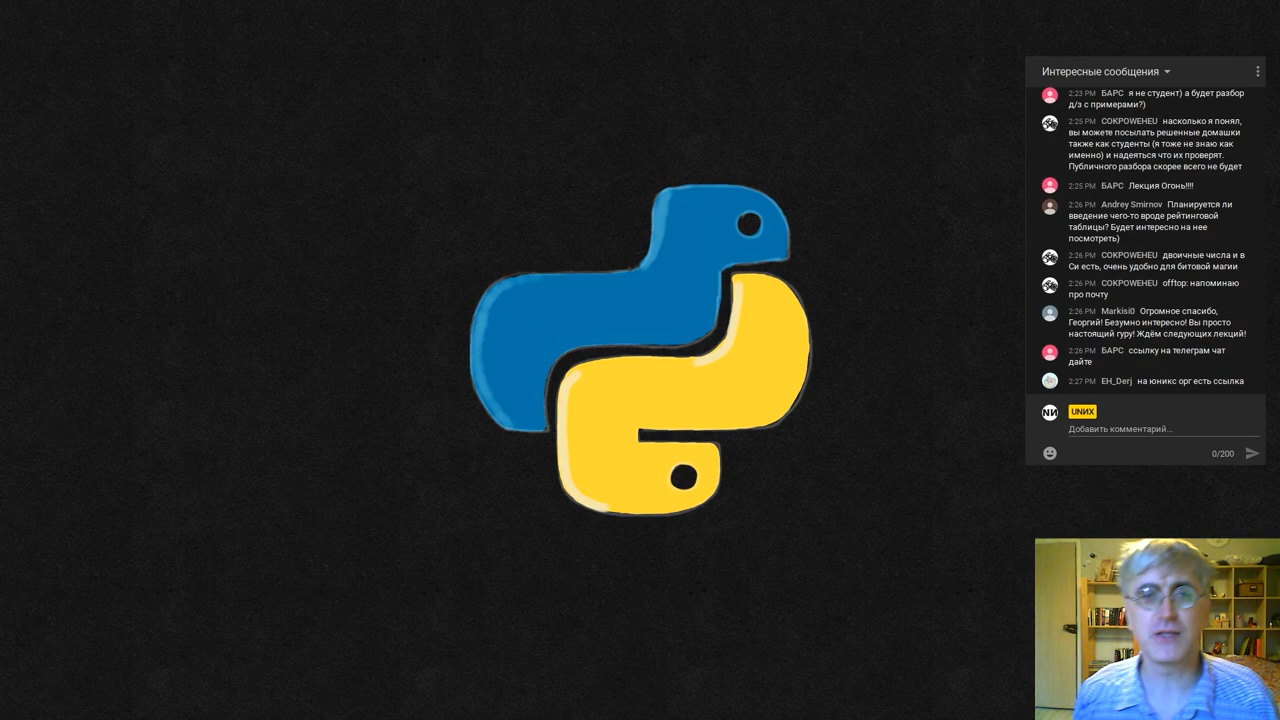 Интересные сообщения
2:23 PM БАРС я не студент) а будет разбор
д/з с примерами?)
2:25 PM COKPOWEHEU насколько я понял,
вы можете посылать решенные домашки
также как студенты (я тоже не знаю как
именно) и надеяться что их проверят.
Публичного разбора скорее всего не будет
2:25 PM БАРС Лекция Огонь!!!!
2:26 PM Andrey Smirnov Планируется ли
введение чего-то вроде рейтинговой
таблицы? Будет интересно на нее
посмотреть)
2:26 PM COKPOWEHEU двоичные числа и в
Си есть, очень удобно для битовой магии
2:26 PM COKPOWEHEU offtop: напоминаю
про почту
2:26 PM Markisi0 Огромное спасибо,
Георгий! Безумно интересно! Вы просто
настоящий гуру! Ждём следующих лекций!
2:26 PM БАРС ссылку на телеграм чат
дайте
2:27 PM EH_Derj на юникс орг есть ссылка
NИ UNИX
Добавить комментарий...
0/200